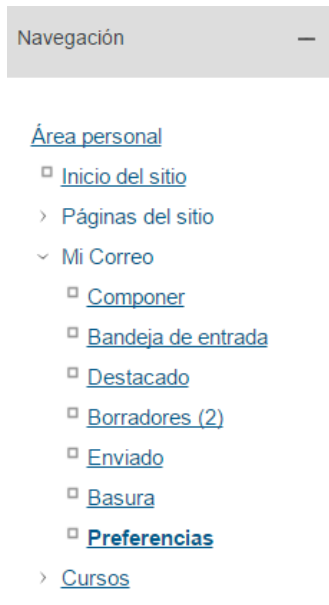 Navegación
Área personal
Inicio del sitio
Páginas del sitio
Mi Correo
Componer
Bandeja de entrada
Destacado
Borradores (2)
Enviado
Basura
Preferencias
Cursos